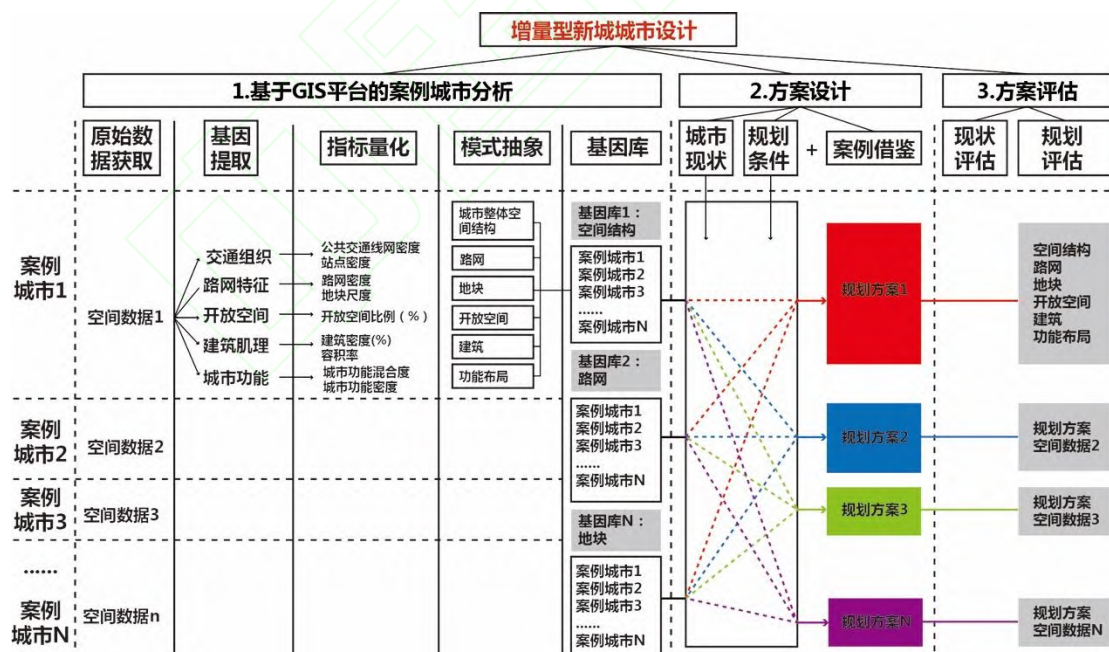 增量型新城城市设计
1.基于GIS平台的案例城市分析
2.方案设计
3.方案评估
原始数
据获取
基因
提取
指标量化
模式抽象
基因库
城市
现状
规划
条件
+
案例借鉴
现状
评估
规划
评估
案例
城市1
空间数据1
交通组织
路网特征
开放空间
建筑肌理
城市功能
公共交通线网密度
站点密度
路网密度
地块尺度
开放空间比例（%）
建筑密度(%)
容积率
城市功能混合度
城市功能密度
城市整体空
间结构
路网
地块
开放空间
建筑
功能布局
基因库1：
空间结构
案例城市1
案例城市2
案例城市3
......
案例城市N
基因库2：
路网
案例城市1
案例城市2
案例城市3
......
案例城市N
基因库N：
地块
案例城市1
案例城市2
案例城市3
......
案例城市N
规划方案1
规划方案2
规划方案3
规划方案N
空间结构
路网
地块
开放空间
建筑
功能布局
规划方案
空间数据2
规划方案
空间数据3
规划方案
空间数据N
案例
城市2
空间数据2
案例
城市3
空间数据3
......
案例
城市N
空间数据n